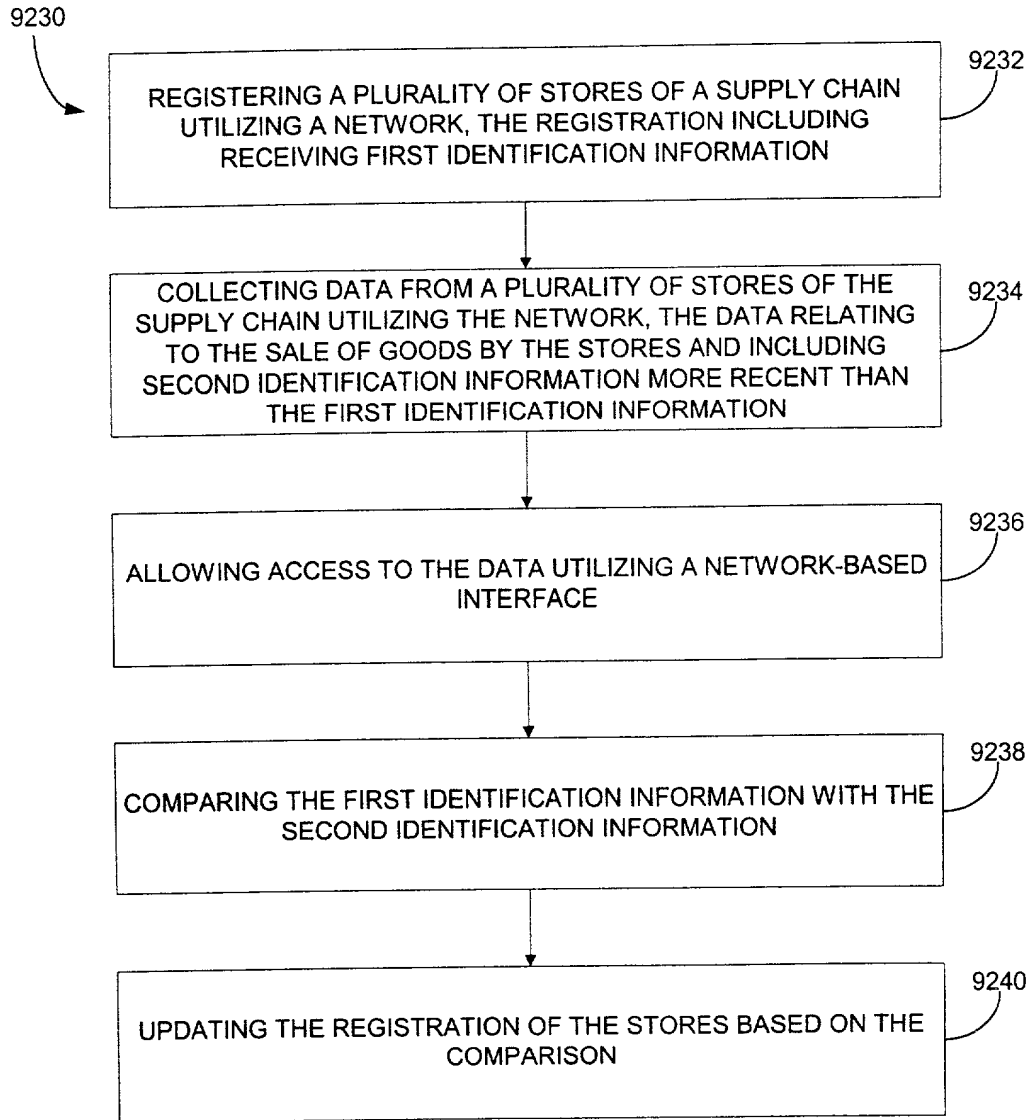 9230
9232
REGISTERING A PLURALITY OF STORES OF A SUPPLY CHAIN
UTILIZING A NETWORK, THE REGISTRATION INCLUDING
RECEIVING FIRST IDENTIFICATION INFORMATION
9234
COLLECTING DATA FROM A PLURALITY OF STORES OF THE
SUPPLY CHAIN UTILIZING THE NETWORK, THE DATA RELATING
TO THE SALE OF GOODS BY THE STORES AND INCLUDING
SECOND IDENTIFICATION INFORMATION MORE RECENT THAN
THE FIRST IDENTIFICATION INFORMATION
9236
ALLOWING ACCESS TO THE DATA UTILIZING A NETWORK-BASED
INTERFACE
9238
COMPARING THE FIRST IDENTIFICATION INFORMATION WITH THE
SECOND IDENTIFICATION INFORMATION
9240
UPDATING THE REGISTRATION OF THE STORES BASED ON THE
COMPARISON